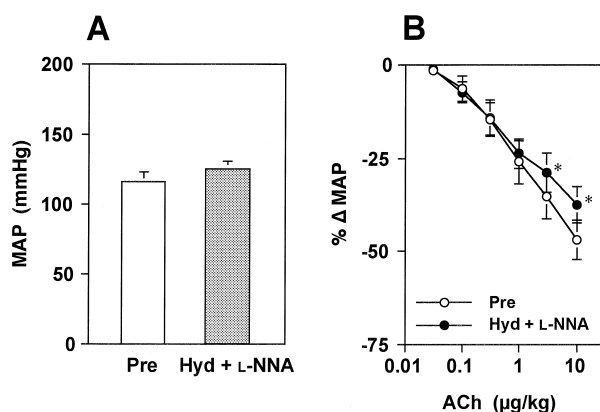 A
B
200
150
100
50
0
MAP (mmHg)
Pre
Hyd + L-NNA
0
-25
-50
-75
% Δ MAP
*
*
Pre
Hyd + L-NNA
0.01
0.1
1
10
ACh (µg/kg)